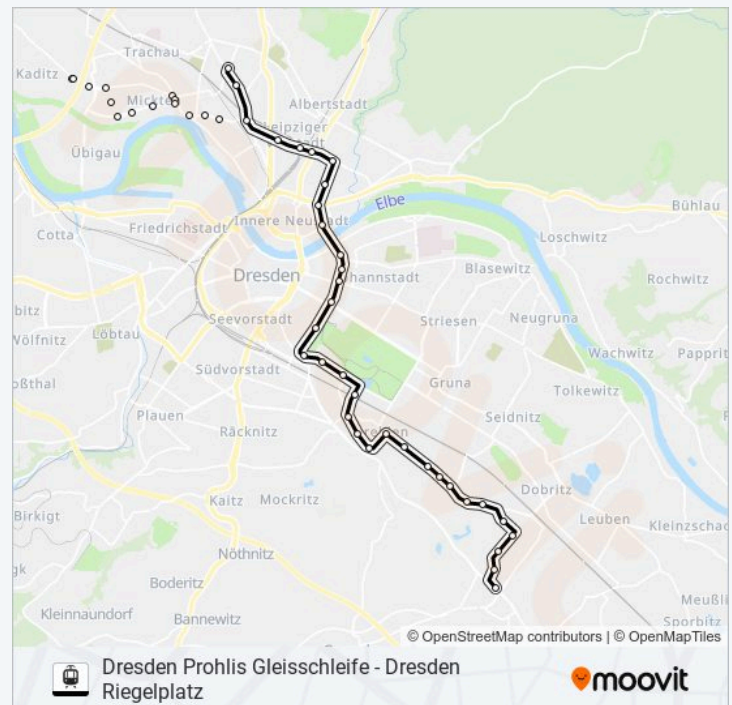 Trachau
Kaditz
Mickten
Albertstadt
Leipziger
Übigau
Elbe
Bühlau
Innere Neustadt
Friedrichstadt
Cotta
Loschwitz
Dresden
Johannstadt
Blasewitz
Rochwitz
Seevorstadt
Striesen
Neugruna
Löbtau
Wölfnitz
Wachwitz
Papprit
Südvorstadt
oßthal
Gruna
Tolkewitz
Plauen
Seidnitz
Räcknitz
Kaitz
Mockritz
Dobritz
Birkigt
Leuben
Kleinzschac
Nöthnitz
Boderitz
Kleinnaundorf
Bannewitz
Meußli
Sporbitz
© OpenStreetMap contributors | © OpenMapTiles
Dresden Prohlis Gleisschleife - Dresden
Riegelplatz
moovit